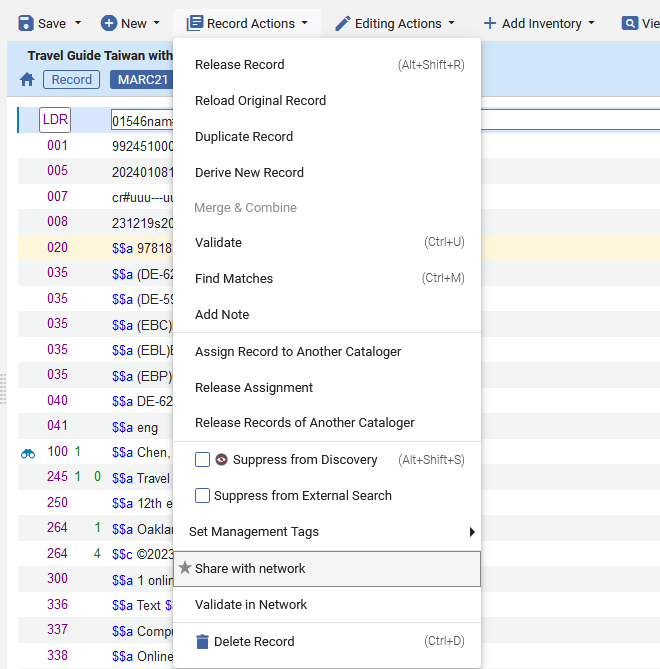 Save New Record Actions Editing Actions Add Inventory
Travel Guide Taiwan with
Record MARC21
Release Record (Alt+Shift+R)
Reload Original Record
Duplicate Record
Derive New Record
Merge & Combine
Validate (Ctrl+U)
Find Matches (Ctrl+M)
Add Note
Assign Record to Another Cataloger
Release Assignment
Release Records of Another Cataloger
Suppress from Discovery (Alt+Shift+S)
Suppress from External Search
Set Management Tags
Share with network
Validate in Network
Delete Record (Ctrl+D)
LDR 01546nam
001 992451000
005 202401081
007 cr#uuu---uu
008 231219s20
020 $$a 97818
035 $$a (DE-62
035 $$a (DE-59
035 $$a (EBC)
035 $$a (EBL)
035 $$a (EBP)
040 $$a DE-62
041 $$a eng
100 1 $$a Chen,
245 1 0 $$a Travel
250 $$a 12th e
264 1 $$a Oaklan
264 4 $$c ©2023
300 $$a 1 onlin
336 $$a Text $
337 $$a Compu
338 $$a Online